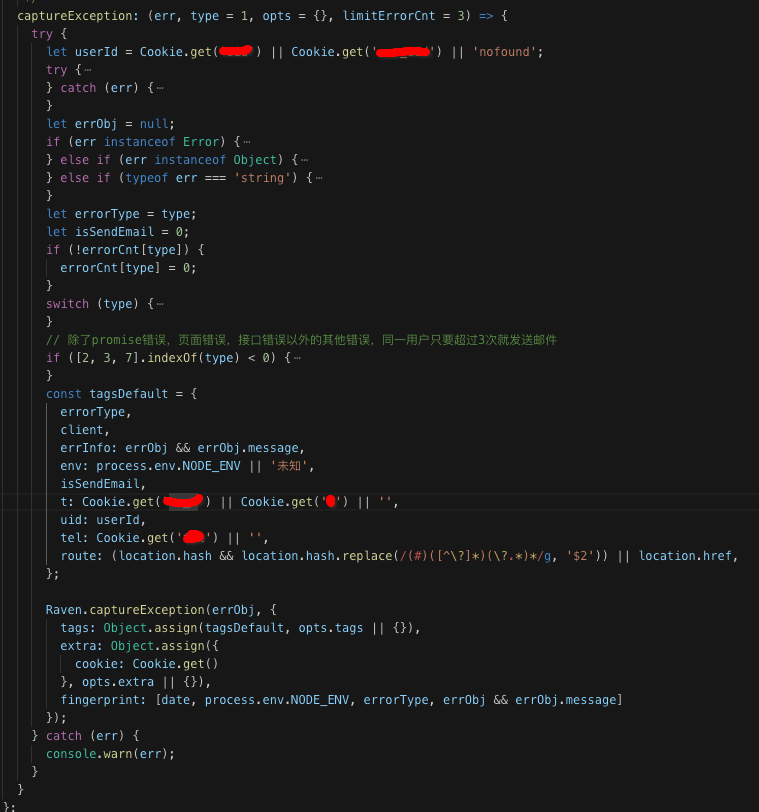 captureException: (err, type = 1, opts = {}, limitErrorCnt = 3) => {
try {
let userId = Cookie.get( ) || Cookie.get(' ') || 'nofound';
try {⋯
} catch (err) {⋯
}
let errObj = null;
if (err instanceof Error) {⋯
} else if (err instanceof Object) {⋯
} else if (typeof err === 'string') {⋯
}
let errorType = type;
let isSendEmail = 0;
if (!errorCnt[type]) {
errorCnt[type] = 0;
}
switch (type) {⋯
}
// 除了promise错误，页面错误，接口错误以外的其他错误，同一用户只要超过3次就发送邮件
if ([2, 3, 7].indexOf(type) < 0) {⋯
}
const tagsDefault = {
errorType,
client,
errInfo: errObj && errObj.message,
env: process.env.NODE_ENV || '未知',
isSendEmail,
t: Cookie.get(' ') || Cookie.get(' ') || '',
uid: userId,
tel: Cookie.get(' ') || '',
route: (location.hash && location.hash.replace(/(#)([^\?]*)(\?.*)*/g, '$2')) || location.href,
};
Raven.captureException(errObj, {
tags: Object.assign(tagsDefault, opts.tags || {}),
extra: Object.assign({
cookie: Cookie.get()
}, opts.extra || {}),
fingerprint: [date, process.env.NODE_ENV, errorType, errObj && errObj.message]
});
} catch (err) {
console.warn(err);
}
}
};